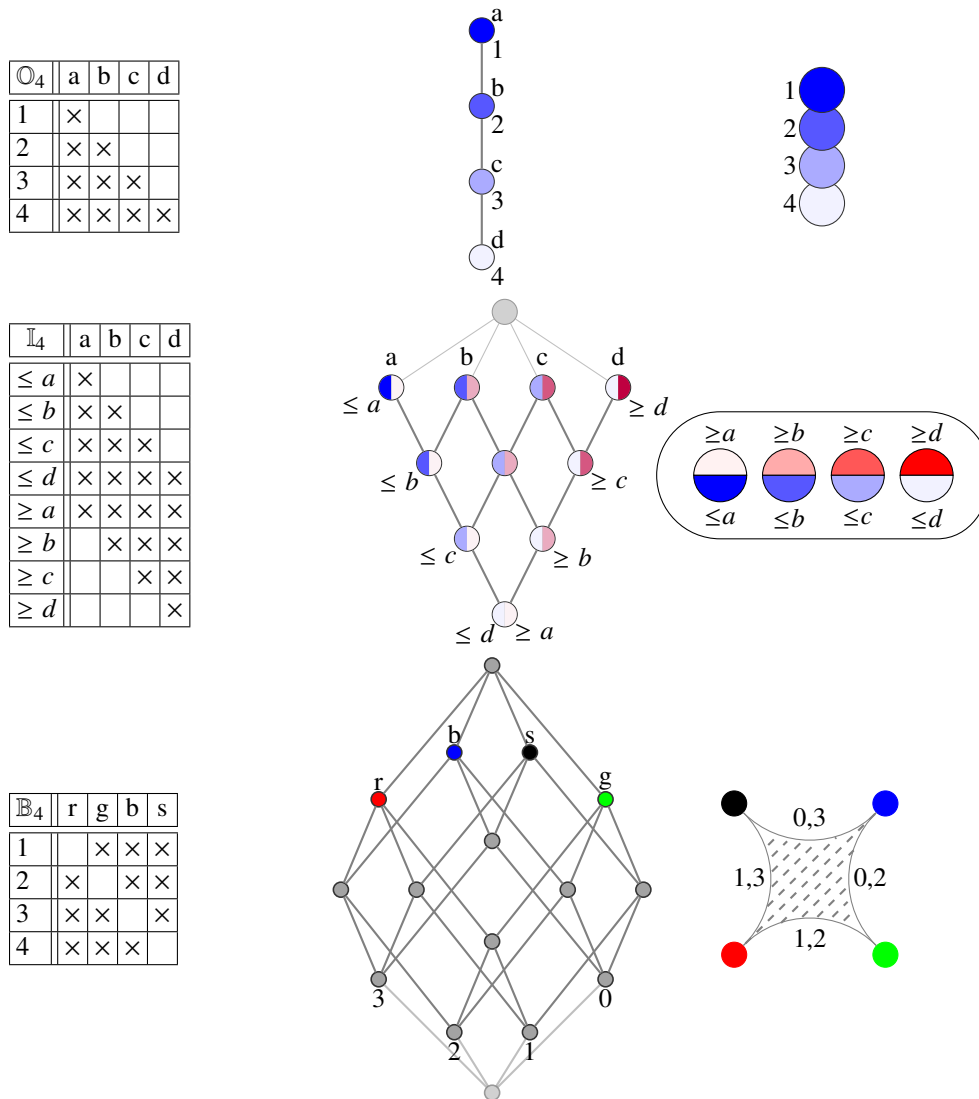 𝕆₄ a b c d
1 ×
2 × ×
3 × × ×
4 × × × ×
a
1
b
2
c
3
d
4
1
2
3
4
𝕀₄ a b c d
≤ a ×
≤ b × ×
≤ c × × ×
≤ d × × × ×
≥ a × × × ×
≥ b × × ×
≥ c × ×
≥ d ×
a b c d
≤ a ≥ d
≤ b ≥ c
≤ c ≥ b
≤ d ≥ a
≥a ≥b ≥c ≥d
≤a ≤b ≤c ≤d
𝔹₄ r g b s
1 × × ×
2 × × ×
3 × × ×
4 × × ×
b s
r g
3 0
2 1
0,3
1,3 0,2
1,2